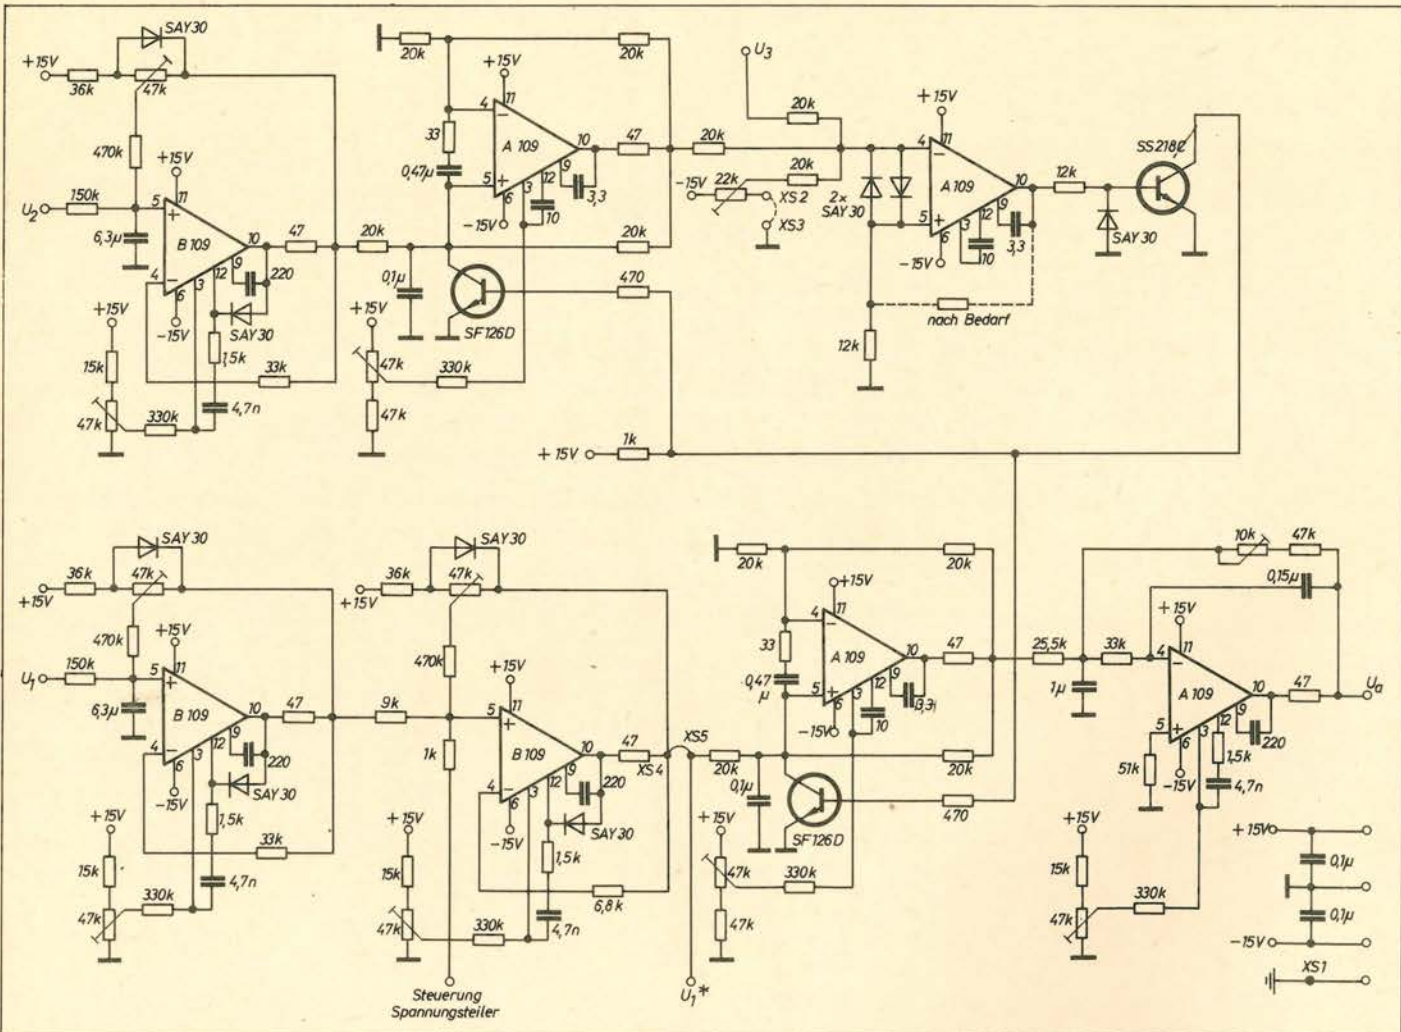 SAY30
+15V
36k
47k
470k
150k
U2
6,3µ
+15V
11
5
+
B 109
10
4
−
6
3
12
9
220
47
-15V
SAY30
+15V
1,5k
15k
33k
47k
330k
4,7n
20k
20k
+15V
11
4
−
33
A 109
10
47
0,47µ
5
+
6
3
12
9
3,3
-15V
10
20k
20k
0,1µ
470
SF126D
+15V
47k
330k
47k
U3
20k
20k
20k
-15V
22k
XS2
XS3
2×
SAY30
+15V
11
4
−
A109
10
5
+
6
3
12
9
3,3
-15V
10
nach Bedarf
12k
12k
SAY30
SS218C
+15V
1k
SAY30
36k
47k
+15V
470k
150k
U1
6,3µ
+15V
11
5
+
B 109
10
4
−
6
3
12
9
220
47
-15V
SAY30
+15V
1,5k
15k
33k
47k
330k
4,7n
SAY30
36k
47k
+15V
470k
9k
1k
+15V
11
5
+
B 109
10
4
−
6
3
12
9
220
47
XS4
XS5
-15V
SAY30
+15V
1,5k
15k
6,8k
47k
330k
4,7n
Steuerung
Spannungsteiler
U1*
20k
20k
+15V
11
4
−
33
A 109
10
47
0,47
µ
5
+
6
3
12
9
3,3
-15V
10
20k
20k
0,1µ
470
SF126D
+15V
47k
330k
47k
10k
47k
0,15µ
+15V
25,5k
33k
1µ
11
4
−
A 109
10
47
Ua
5
+
6
3
12
9
220
51k
-15V
1,5k
4,7n
+15V
15k
330k
47k
+15V
0,1µ
0,1µ
-15V
XS1